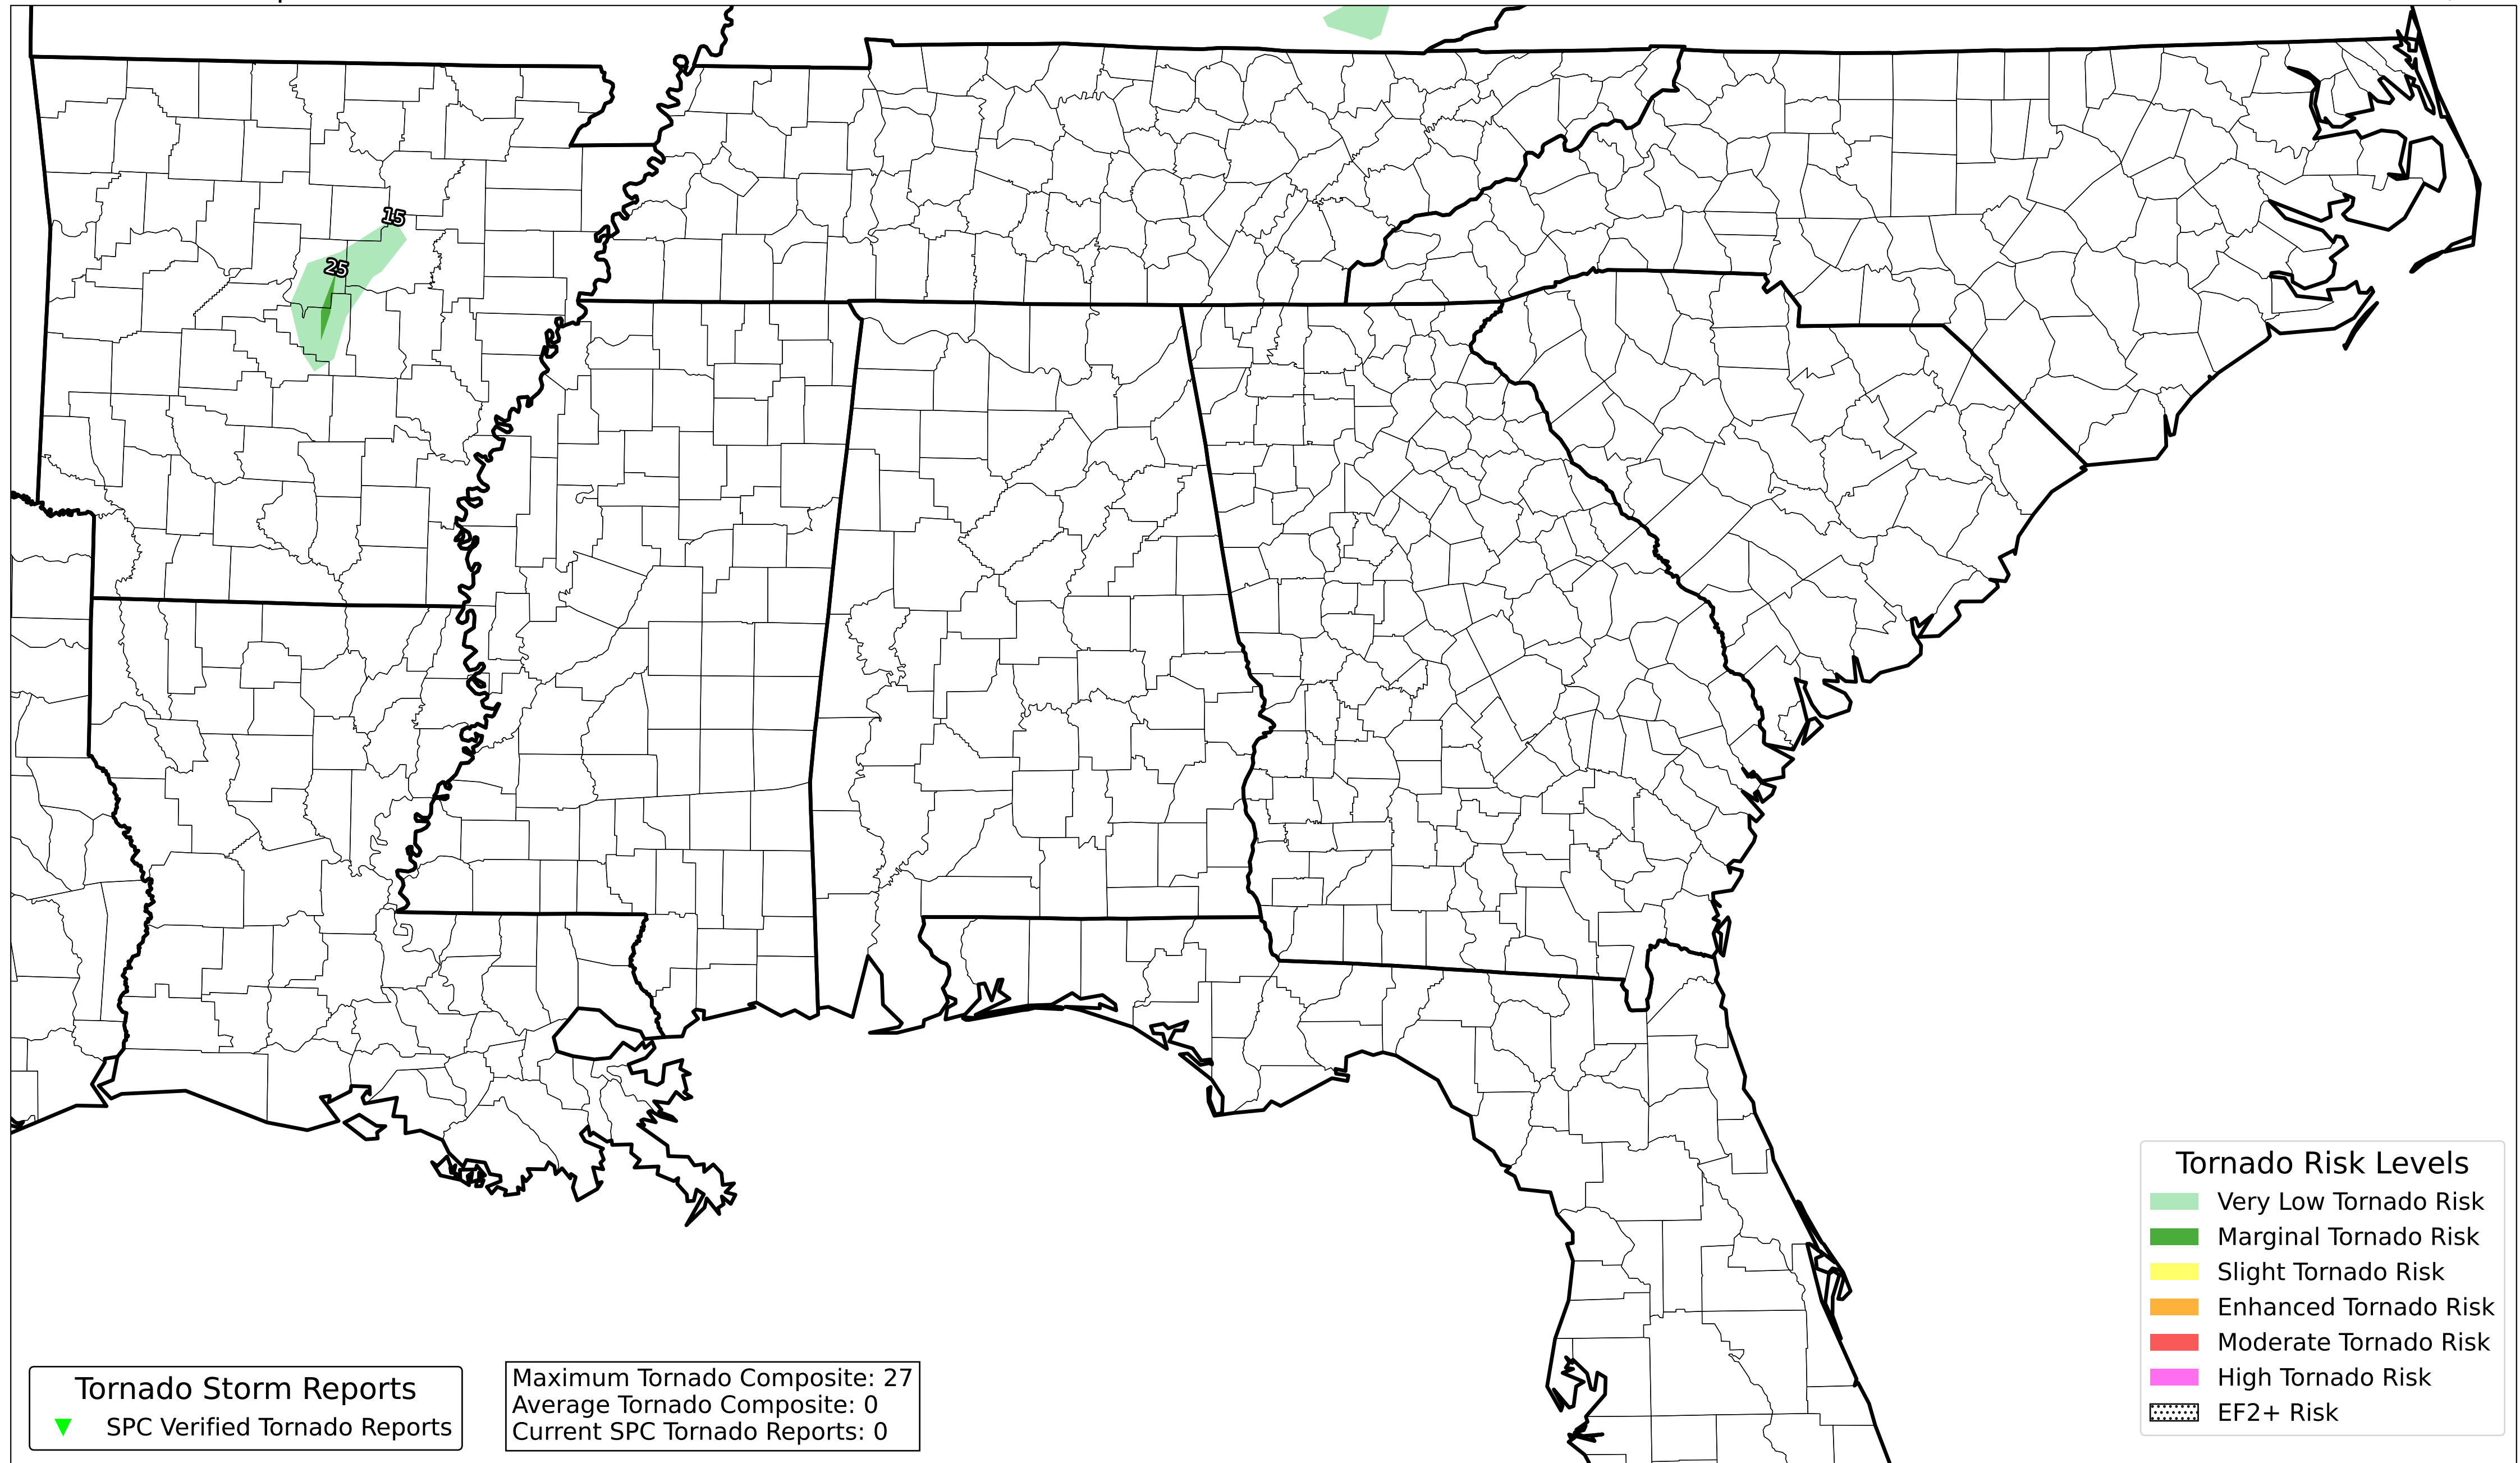 15
25
Tornado Risk Levels
Very Low Tornado Risk
Marginal Tornado Risk
Slight Tornado Risk
Enhanced Tornado Risk
Moderate Tornado Risk
High Tornado Risk
EF2+ Risk
Tornado Storm Reports
SPC Verified Tornado Reports
Maximum Tornado Composite: 27
Average Tornado Composite: 0
Current SPC Tornado Reports: 0